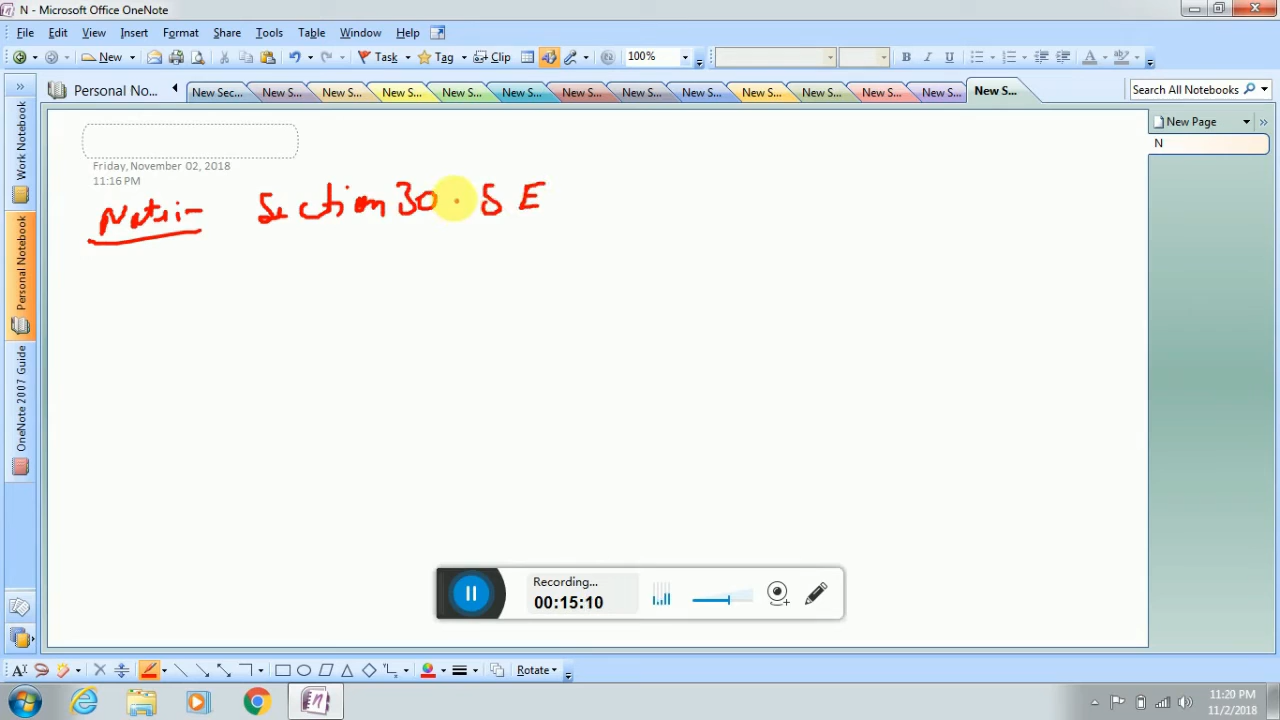 N - Microsoft Office OneNote
File Edit View Insert Format Share Tools Table Window Help
New Task Tag Clip 100%
Personal No... New Sec... New S... New S... New S... New S... New S... New S... New S... New S... New S... New S... New S... New S... New S... Search All Notebooks
New Page
N
Work Notebook
Personal Notebook
OneNote 2007 Guide
Friday, November 02, 2018
11:16 PM
Note:- Section 30.5 E
Recording...
00:15:10
Rotate
11:20 PM
11/2/2018